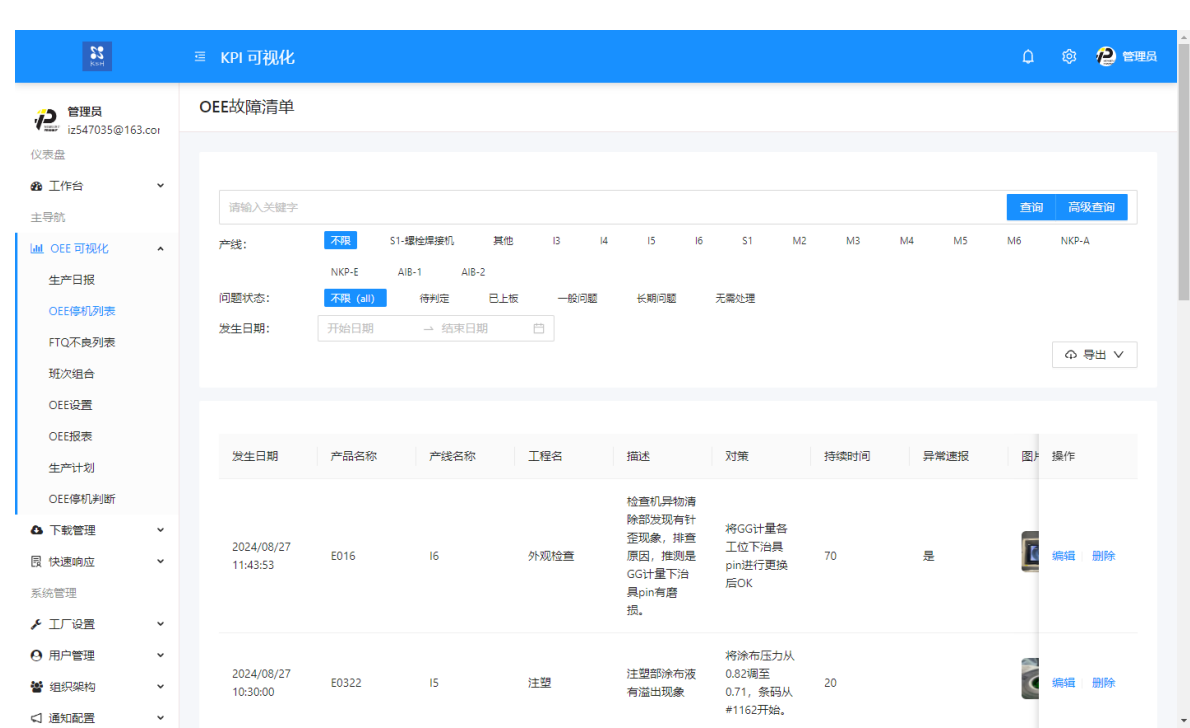 K&H
KPI 可视化
管理员
管理员
iz547035@163.cor
仪表盘
工作台
主导航
OEE 可视化
生产日报
OEE停机列表
FTQ不良列表
班次组合
OEE设置
OEE报表
生产计划
OEE停机判断
下载管理
快速响应
系统管理
工厂设置
用户管理
组织架构
通知配置
OEE故障清单
请输入关键字
查询
高级查询
产线：
不限 S1-螺栓焊接机 其他 I3 I4 I5 I6 S1 M2 M3 M4 M5 M6 NKP-A
NKP-E AIB-1 AIB-2
问题状态：
不限 (all) 待判定 已上板 一般问题 长期问题 无需处理
发生日期：
开始日期 → 结束日期
导出
发生日期 产品名称 产线名称 工程名 描述 对策 持续时间 异常速报 图片 操作
2024/08/27
11:43:53
E016
I6
外观检查
检查机异物清
除部发现有针
歪现象，排查
原因，推测是
GG计量下治
具pin有磨
损。
将GG计量各
工位下治具
pin进行更换
后OK
70
是
编辑 删除
2024/08/27
10:30:00
E0322
I5
注塑
注塑部涂布液
有溢出现象
将涂布压力从
0.82调至
0.71，条码从
#1162开始。
20
编辑 删除